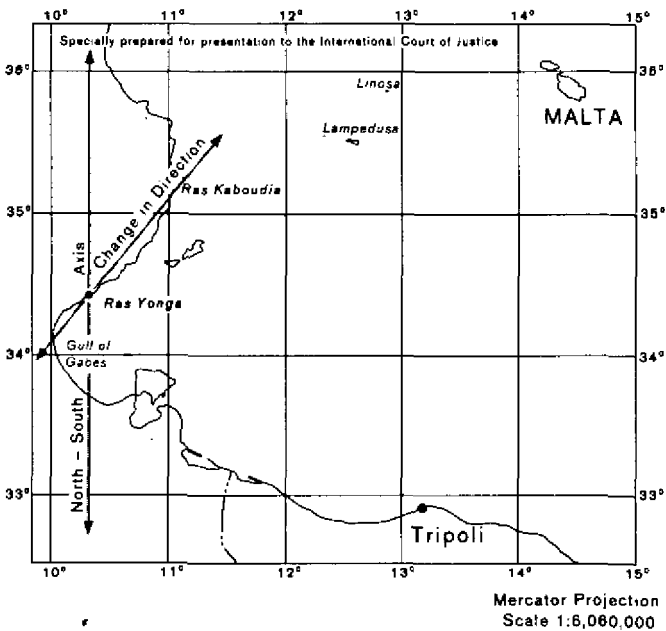 10° 11° 12° 13° 14° 15°
Specially prepared for presentation to the International Court of Justice
36° 36°
Linosa
MALTA
Lampedusa
Change in Direction
Ras Kaboudia
35° 35°
Axis
Ras Yonga
Gulf of
Gabes
34° 34°
North – South
33° 33°
Tripoli
10° 11° 12° 13° 14° 15°
Mercator Projection
Scale 1:6,060,000